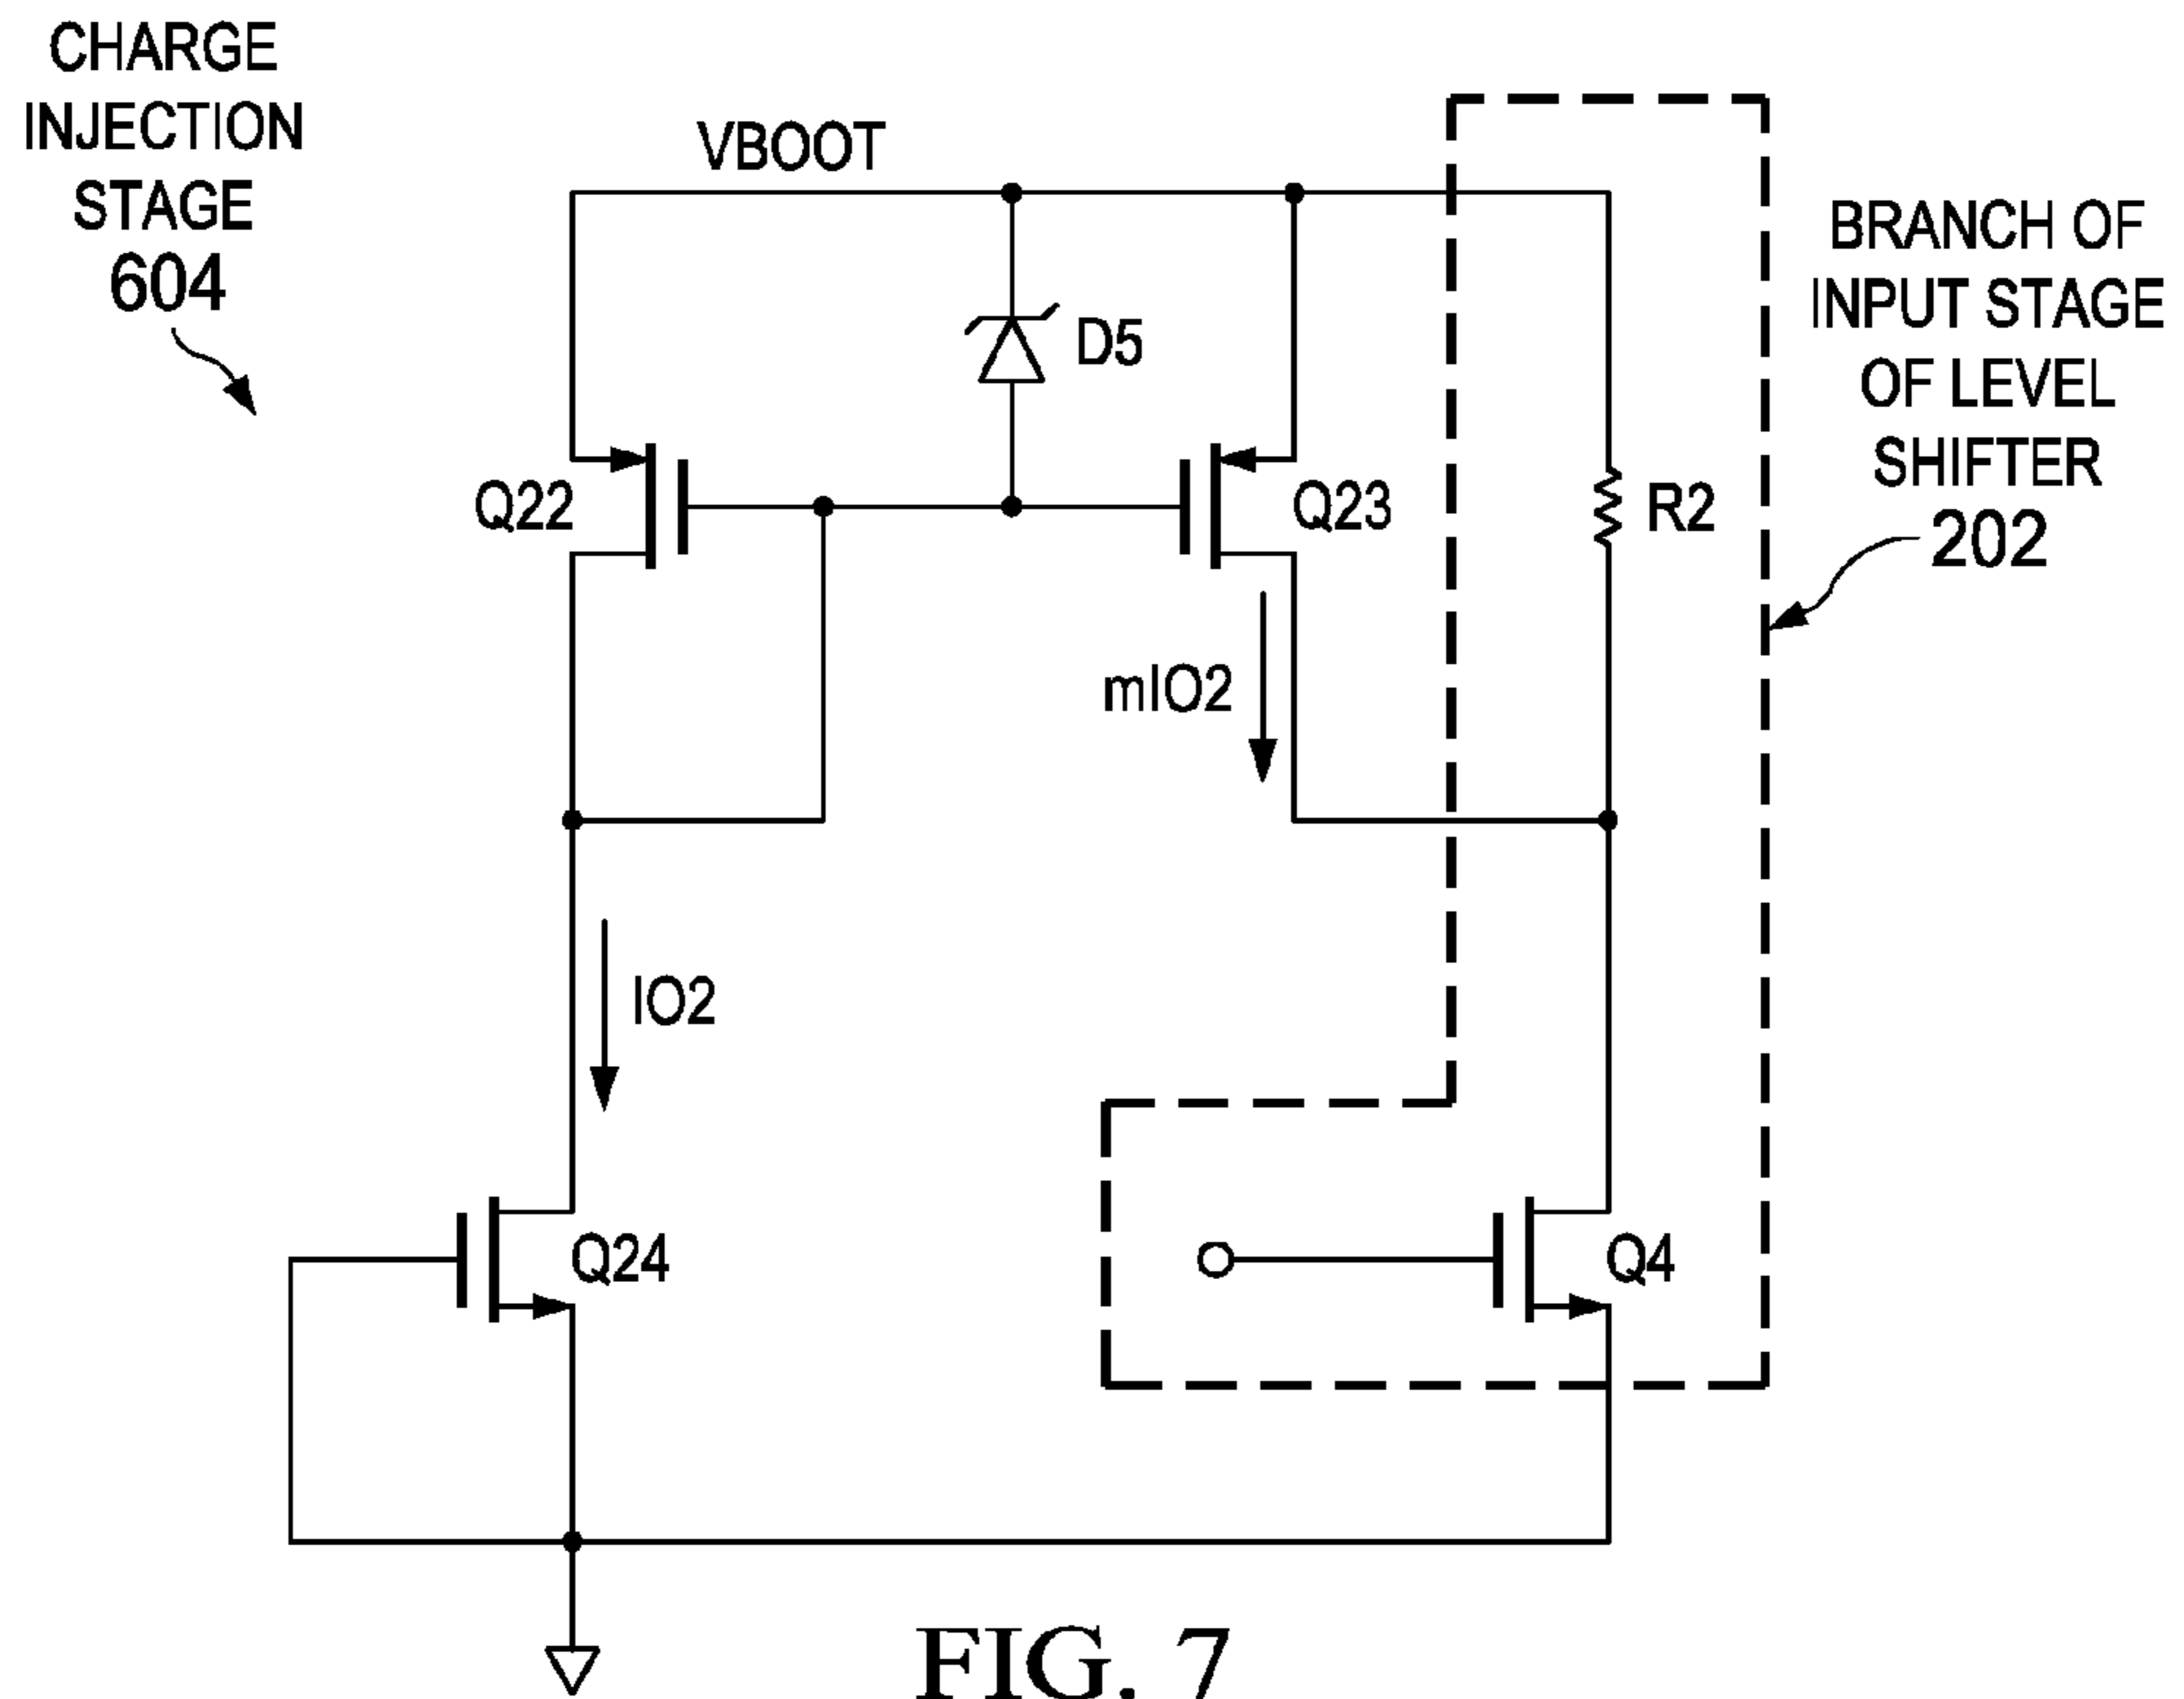 CHARGE
INJECTION
STAGE
604
VBOOT
BRANCH OF
INPUT STAGE
OF LEVEL
SHIFTER
202
D5
Q22
Q23
R2
mIO2
IO2
Q24
Q4
FIG. 7